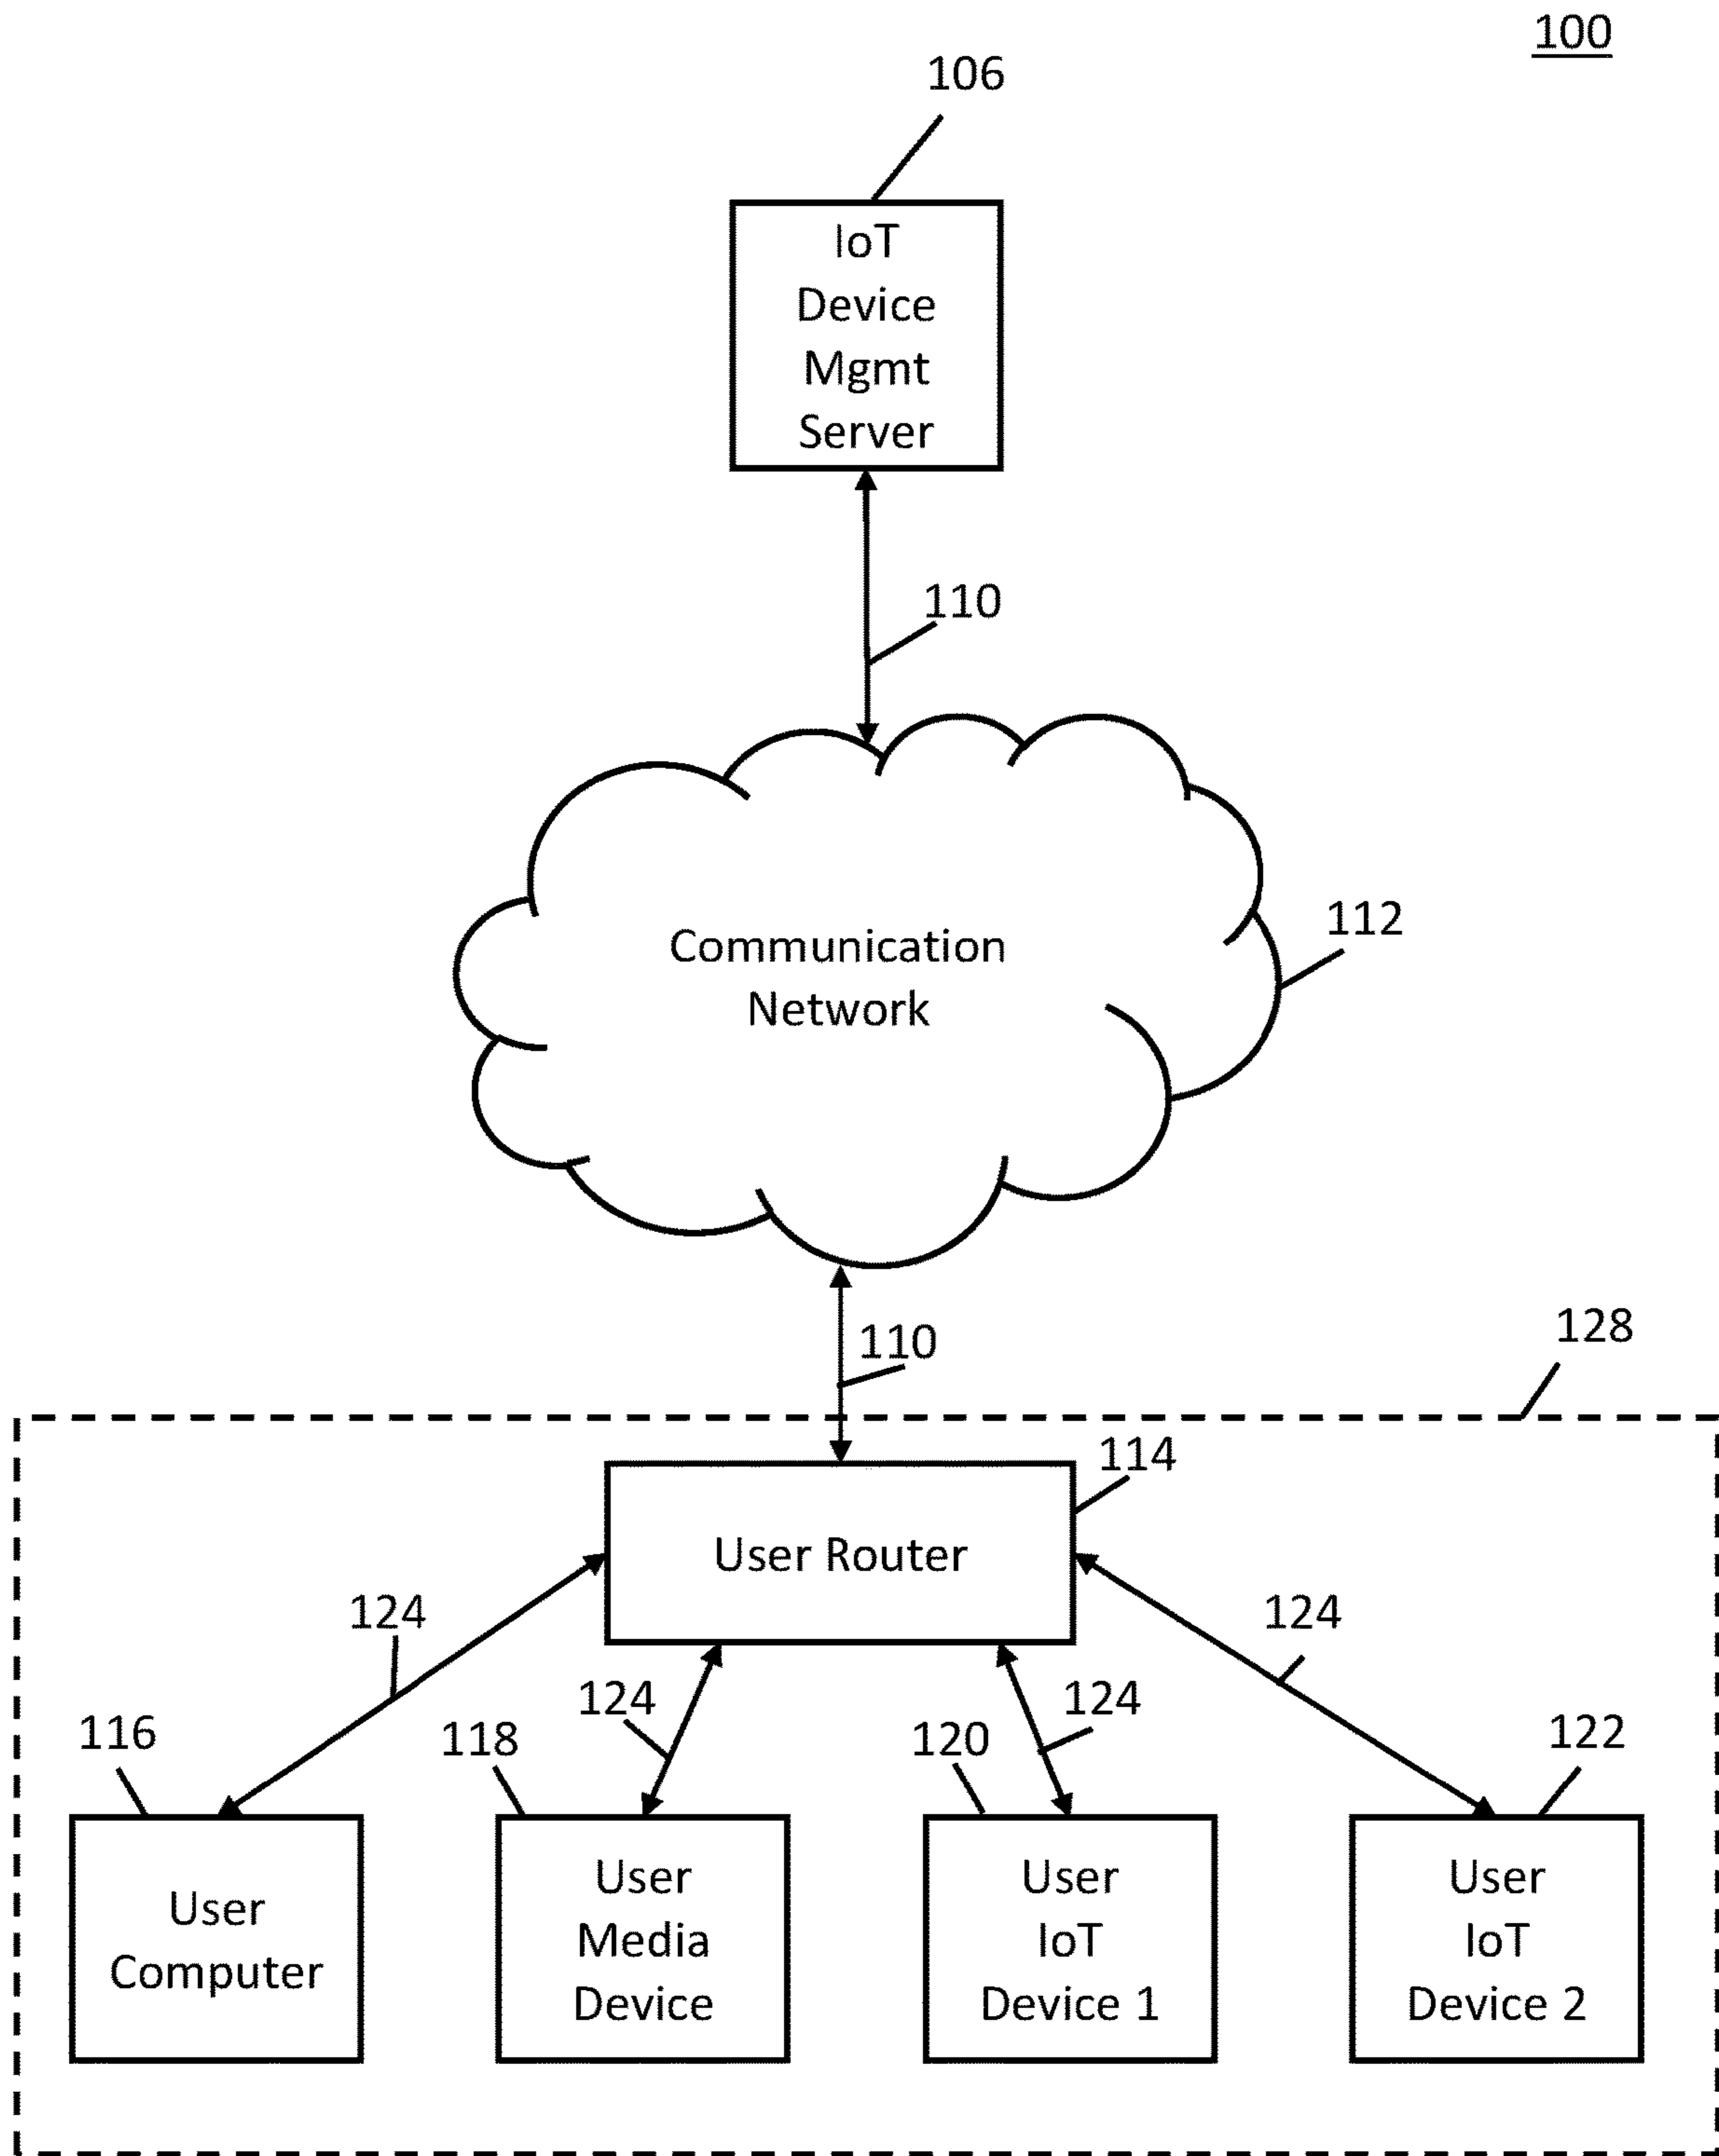 100
106
IoT
Device
Mgmt
Server
110
112
Communication
Network
110
128
114
User Router
124
124
124
124
116
118
120
122
User
Computer
User
Media
Device
User
IoT
Device 1
User
IoT
Device 2